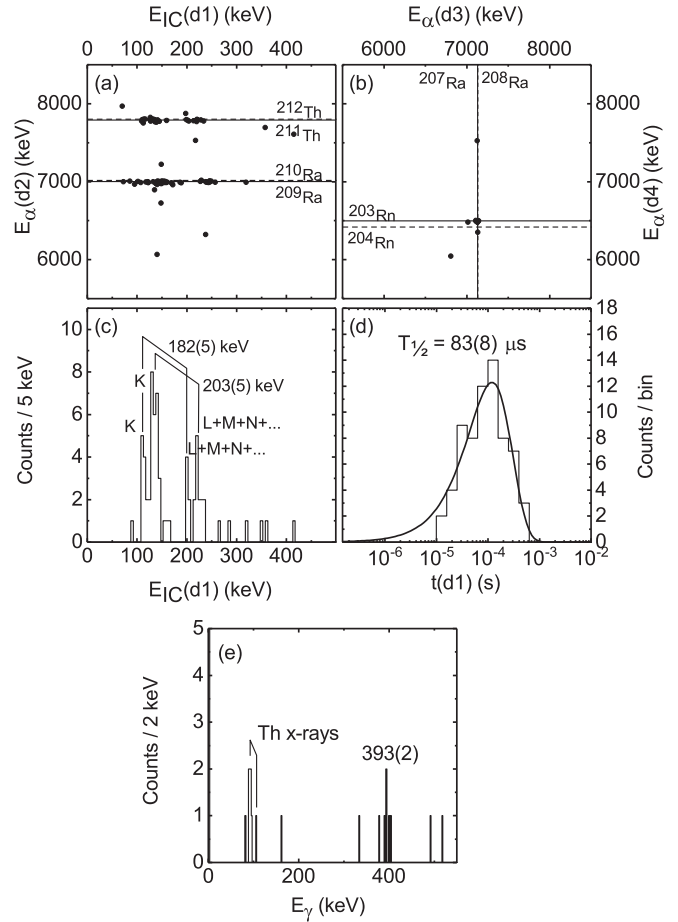 E_IC(d1) (keV)
E_α(d3) (keV)
0 100 200 300 400
6000 7000 8000
(a)
8000
7000
6000
E_α(d2) (keV)
²¹²Th
²¹¹Th
²¹⁰Ra
²⁰⁹Ra
(b)
²⁰⁷Ra ²⁰⁸Ra
²⁰³Rn
²⁰⁴Rn
8000
7000
6000
E_α(d4) (keV)
(c)
10
8
6
4
2
0
Counts / 5 keV
182(5) keV
K
203(5) keV
K
L+M+N+...
L+M+N+...
0 100 200 300 400
E_IC(d1) (keV)
(d)
T½ = 83(8) μs
18
16
14
12
10
8
6
4
2
0
Counts / bin
10⁻⁶ 10⁻⁵ 10⁻⁴ 10⁻³ 10⁻²
t(d1) (s)
(e)
5
4
3
2
1
0
Counts / 2 keV
Th x-rays
393(2)
0 400
E_γ (keV)